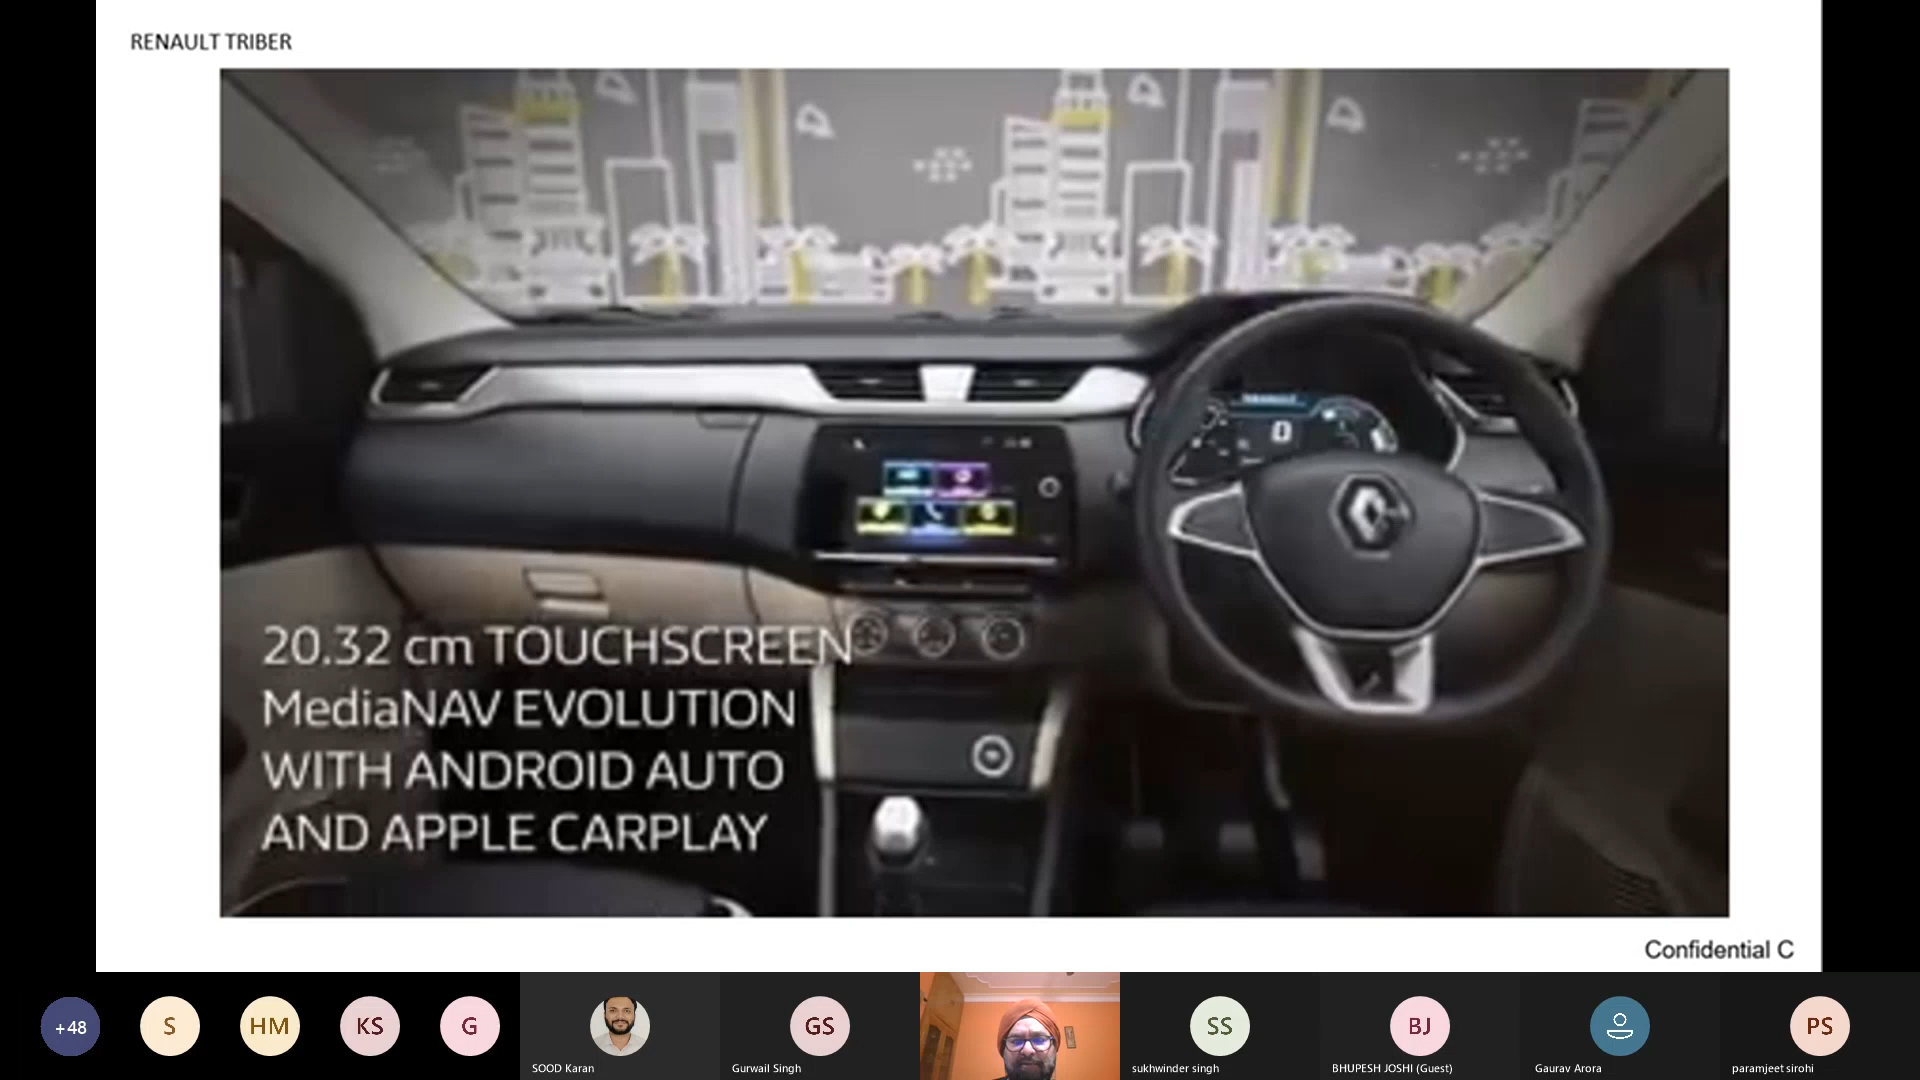 RENAULT TRIBER
20.32 cm TOUCHSCREEN
MediaNAV EVOLUTION
WITH ANDROID AUTO
AND APPLE CARPLAY
0
Confidential C
+48
S
HM
KS
G
SOOD Karan
GS
Gurwail Singh
SS
sukhwinder singh
BJ
BHUPESH JOSHI (Guest)
Gaurav Arora
PS
paramjeet sirohi